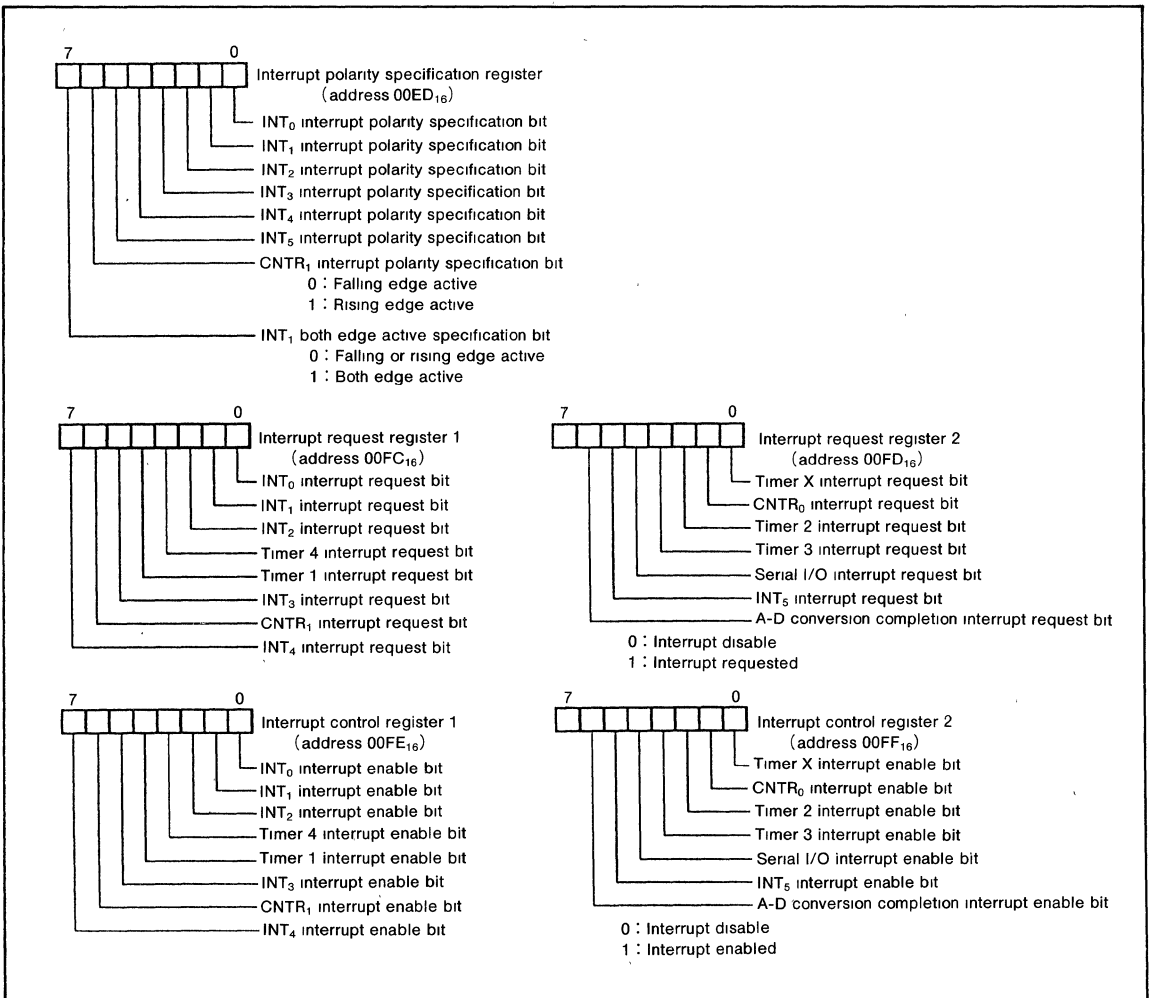 7 0
Interrupt polarity specification register
(address 00ED₁₆)
INT₀ interrupt polarity specification bit
INT₁ interrupt polarity specification bit
INT₂ interrupt polarity specification bit
INT₃ interrupt polarity specification bit
INT₄ interrupt polarity specification bit
INT₅ interrupt polarity specification bit
CNTR₁ interrupt polarity specification bit
0 : Falling edge active
1 : Rising edge active
INT₁ both edge active specification bit
0 : Falling or rising edge active
1 : Both edge active
7 0
Interrupt request register 1
(address 00FC₁₆)
INT₀ interrupt request bit
INT₁ interrupt request bit
INT₂ interrupt request bit
Timer 4 interrupt request bit
Timer 1 interrupt request bit
INT₃ interrupt request bit
CNTR₁ interrupt request bit
INT₄ interrupt request bit
7 0
Interrupt request register 2
(address 00FD₁₆)
Timer X interrupt request bit
CNTR₀ interrupt request bit
Timer 2 interrupt request bit
Timer 3 interrupt request bit
Serial I/O interrupt request bit
INT₅ interrupt request bit
A-D conversion completion interrupt request bit
0 : Interrupt disable
1 : Interrupt requested
7 0
Interrupt control register 1
(address 00FE₁₆)
INT₀ interrupt enable bit
INT₁ interrupt enable bit
INT₂ interrupt enable bit
Timer 4 interrupt enable bit
Timer 1 interrupt enable bit
INT₃ interrupt enable bit
CNTR₁ interrupt enable bit
INT₄ interrupt enable bit
7 0
Interrupt control register 2
(address 00FF₁₆)
Timer X interrupt enable bit
CNTR₀ interrupt enable bit
Timer 2 interrupt enable bit
Timer 3 interrupt enable bit
Serial I/O interrupt enable bit
INT₅ interrupt enable bit
A-D conversion completion interrupt enable bit
0 : Interrupt disable
1 : Interrupt enabled